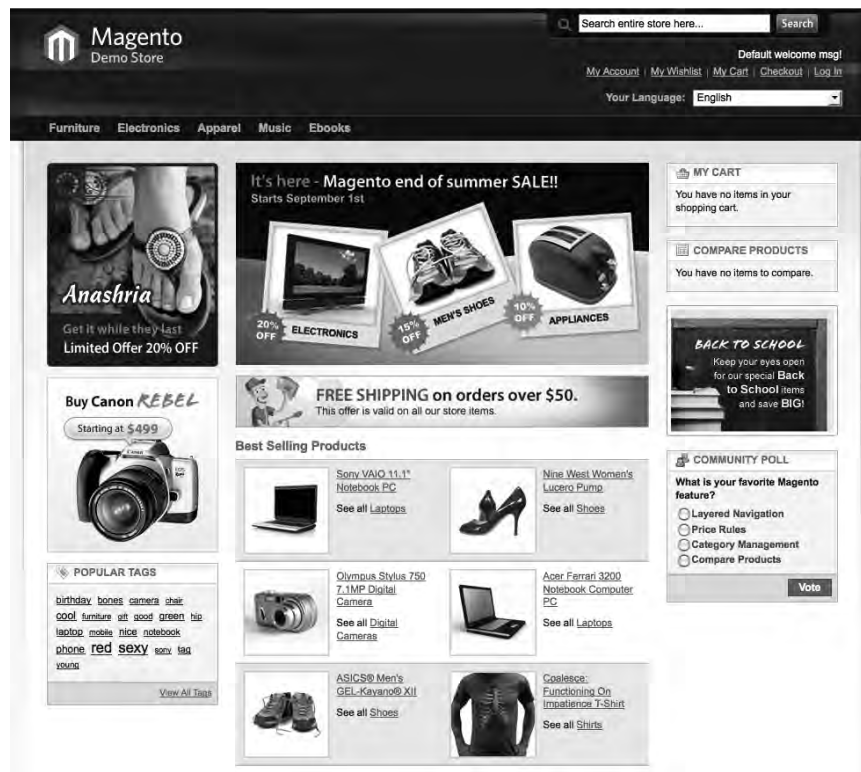 Magento
Demo Store
Search entire store here...
Search
Default welcome msg!
My Account | My Wishlist | My Cart | Checkout | Log In
Your Language: English
Furniture Electronics Apparel Music Ebooks
Anashria
Get it while they last
Limited Offer 20% OFF
Buy Canon REBEL
Starting at $499
Canon
POPULAR TAGS
birthday bones camera chair
cool furniture gift good green hip
laptop mobile nice notebook
phone red sexy sony tag
young
View All Tags
It's here - Magento end of summer SALE!!
Starts September 1st
20%
OFF
ELECTRONICS
15%
OFF
MEN'S SHOES
10%
OFF
APPLIANCES
FREE SHIPPING on orders over $50.
This offer is valid on all our store items.
Best Selling Products
Sony VAIO 11.1"
Notebook PC
See all Laptops
Nine West Women's
Lucero Pump
See all Shoes
Olympus Stylus 750
7.1MP Digital
Camera
See all Digital
Cameras
Acer Ferrari 3200
Notebook Computer
PC
See all Laptops
ASICS® Men's
GEL-Kayano® XII
See all Shoes
Coalesce:
Functioning On
Impatience T-Shirt
See all Shirts
MY CART
You have no items in your
shopping cart.
COMPARE PRODUCTS
You have no items to compare.
BACK TO SCHOOL
Keep your eyes open
for our special Back
to School items
and save BIG!
COMMUNITY POLL
What is your favorite Magento
feature?
Layered Navigation
Price Rules
Category Management
Compare Products
Vote